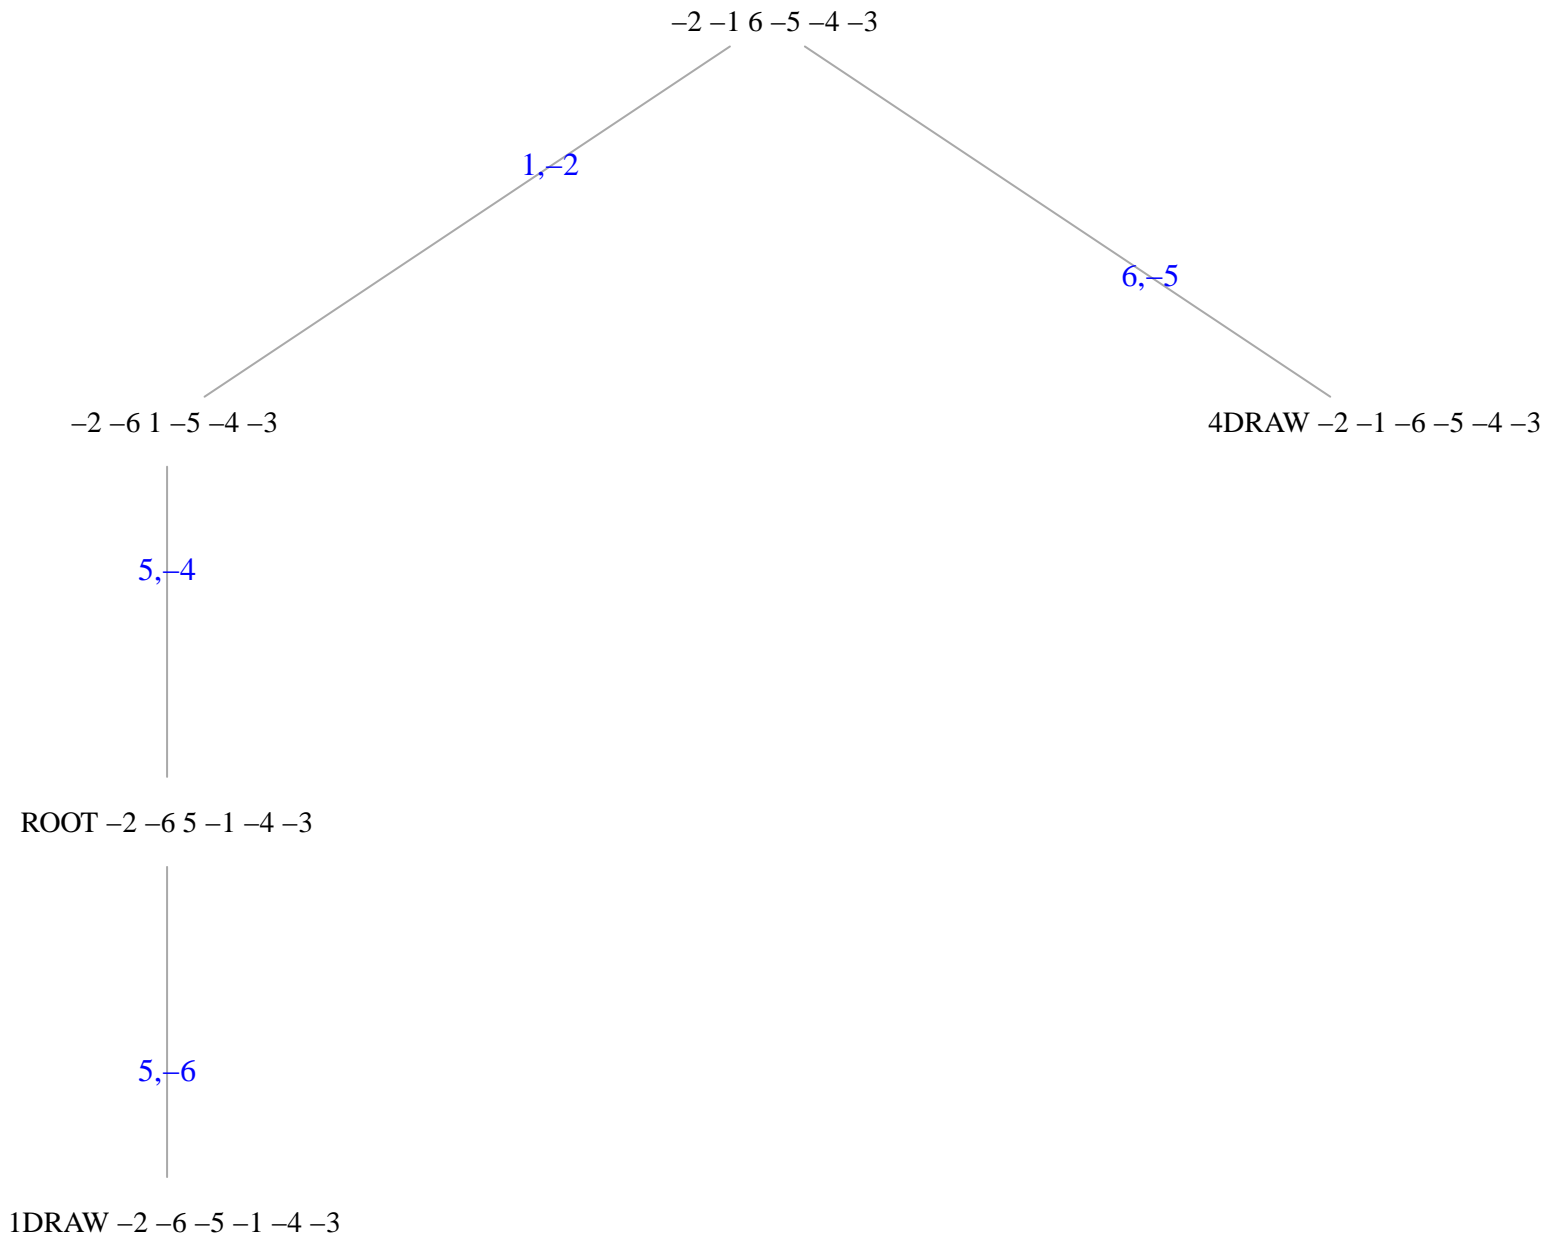 –2 –1 6 –5 –4 –3
1,–2
6,–5
–2 –6 1 –5 –4 –3
4DRAW –2 –1 –6 –5 –4 –3
5,–4
ROOT –2 –6 5 –1 –4 –3
5,–6
1DRAW –2 –6 –5 –1 –4 –3